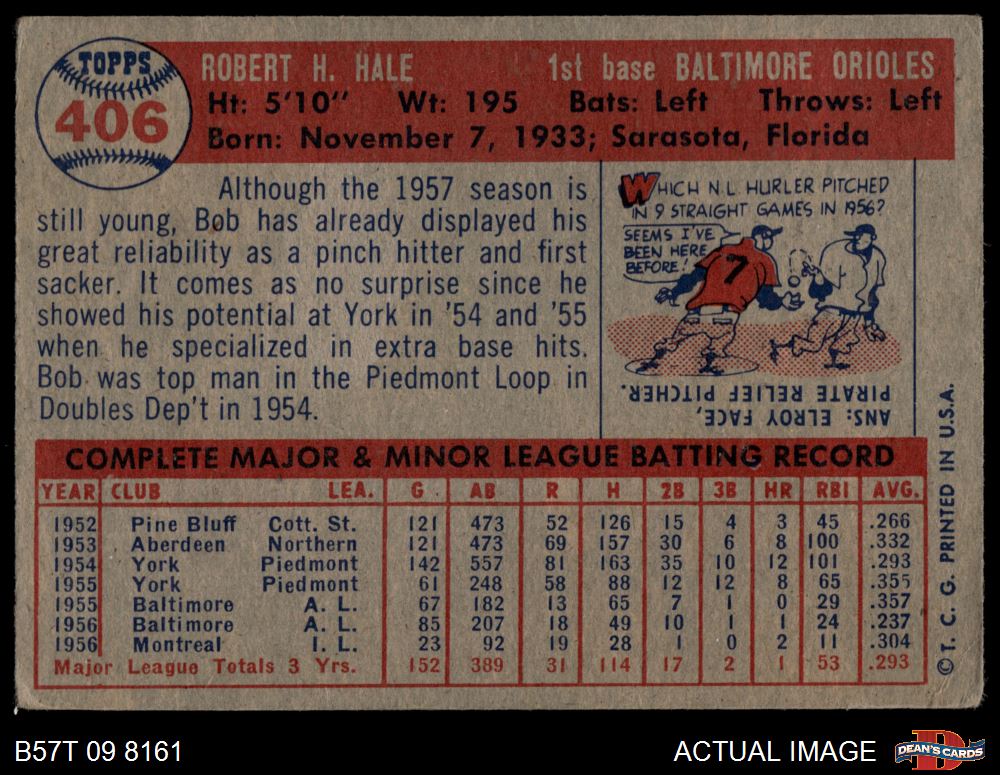 TOPPS
406
ROBERT H. HALE 1st base BALTIMORE ORIOLES
Ht: 5'10" Wt: 195 Bats: Left Throws: Left
Born: November 7, 1933; Sarasota, Florida
Although the 1957 season is
still young, Bob has already displayed his
great reliability as a pinch hitter and first
sacker. It comes as no surprise since he
showed his potential at York in '54 and '55
when he specialized in extra base hits.
Bob was top man in the Piedmont Loop in
Doubles Dep't in 1954.
WHICH N.L. HURLER PITCHED
IN 9 STRAIGHT GAMES IN 1956?
SEEMS I'VE
BEEN HERE
BEFORE!
7
ANS: ELROY FACE,
PIRATE RELIEF PITCHER.
COMPLETE MAJOR & MINOR LEAGUE BATTING RECORD
YEAR CLUB LEA. G AB R H 2B 3B HR RBI AVG.
1952 Pine Bluff Cott. St. 121 473 52 126 15 4 3 45 .266
1953 Aberdeen Northern 121 473 69 157 30 6 8 100 .332
1954 York Piedmont 142 557 81 163 35 10 12 101 .293
1955 York Piedmont 61 248 58 88 12 12 8 65 .355
1955 Baltimore A. L. 67 182 13 65 7 1 0 29 .357
1956 Baltimore A. L. 85 207 18 49 10 1 1 24 .237
1956 Montreal I. L. 23 92 19 28 1 0 2 11 .304
Major League Totals 3 Yrs. 152 389 31 114 17 2 1 53 .293
© T. C. G. PRINTED IN U.S.A.
B57T 09 8161 ACTUAL IMAGE
D
DEAN'S CARDS